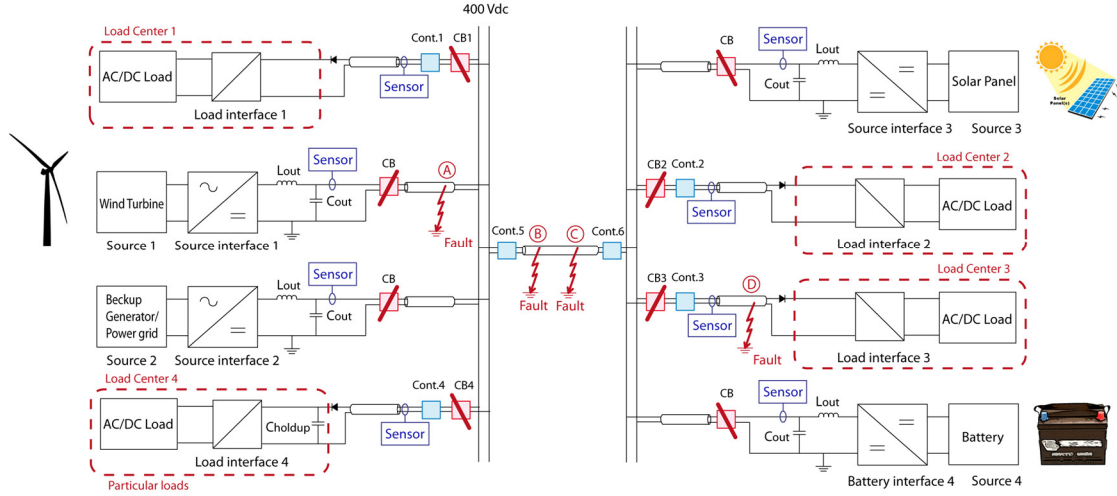 400 Vdc
Load Center 1
Cont.1
CB1
AC/DC Load
Sensor
Load interface 1
CB
Sensor
Lout
Cout
Solar Panel
Source interface 3
Source 3
Solar
Panel(s)
Wind Turbine
Source 1
Source interface 1
Lout
Sensor
Cout
CB
A
Fault
CB2
Cont.2
Sensor
Load Center 2
AC/DC Load
Load interface 2
Cont.5
B
C
Cont.6
Fault
Fault
Beckup
Generator/
Power grid
Source 2
Source interface 2
Lout
Sensor
Cout
CB
CB3
Cont.3
Sensor
D
Fault
Load Center 3
AC/DC Load
Load interface 3
Load Center 4
AC/DC Load
Choldup
Load interface 4
Particular loads
Cont.4
CB4
Sensor
CB
Sensor
Lout
Cout
Battery
Battery interface 4
Source 4